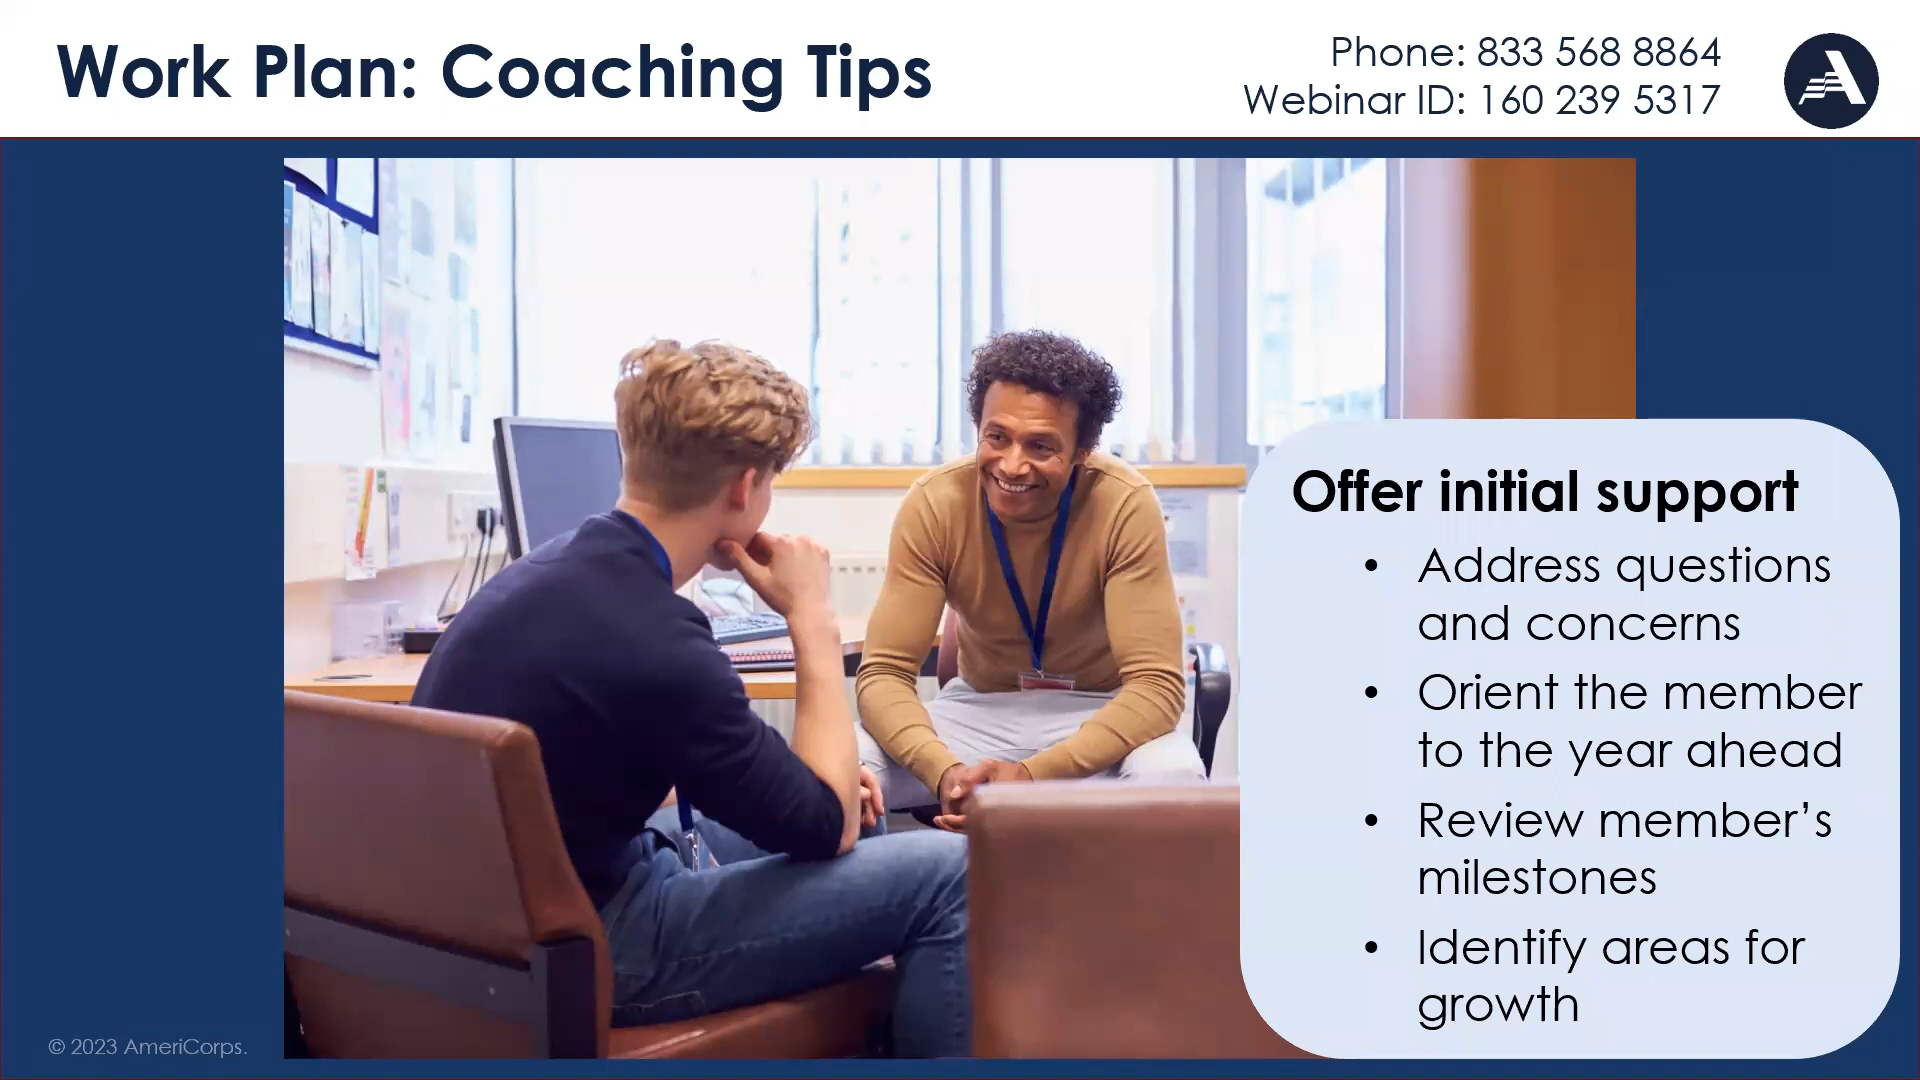 Work Plan: Coaching Tips
Phone: 833 568 8864
Webinar ID: 160 239 5317
Offer initial support
• Address questions
and concerns
• Orient the member
to the year ahead
• Review member’s
milestones
• Identify areas for
growth
© 2023 AmeriCorps.